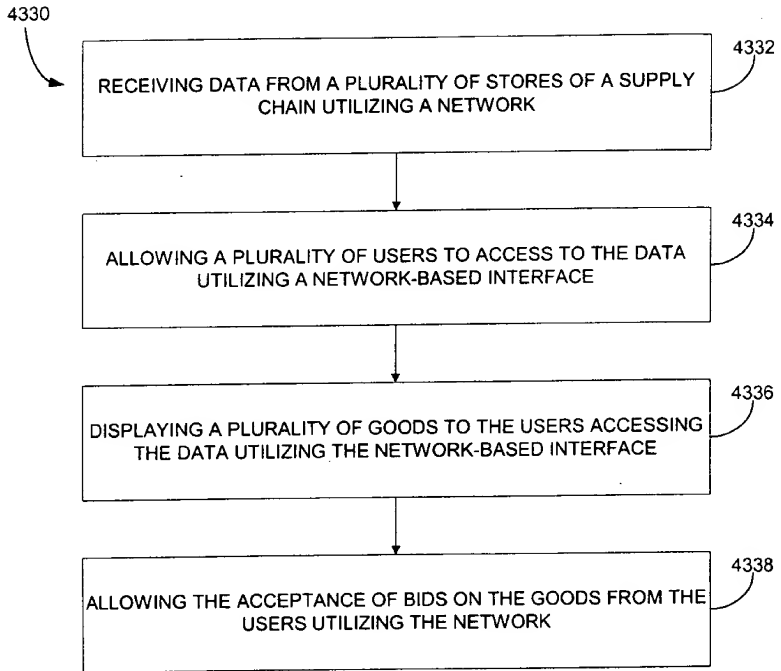 4330
4332
RECEIVING DATA FROM A PLURALITY OF STORES OF A SUPPLY
CHAIN UTILIZING A NETWORK
4334
ALLOWING A PLURALITY OF USERS TO ACCESS TO THE DATA
UTILIZING A NETWORK-BASED INTERFACE
4336
DISPLAYING A PLURALITY OF GOODS TO THE USERS ACCESSING
THE DATA UTILIZING THE NETWORK-BASED INTERFACE
4338
ALLOWING THE ACCEPTANCE OF BIDS ON THE GOODS FROM THE
USERS UTILIZING THE NETWORK